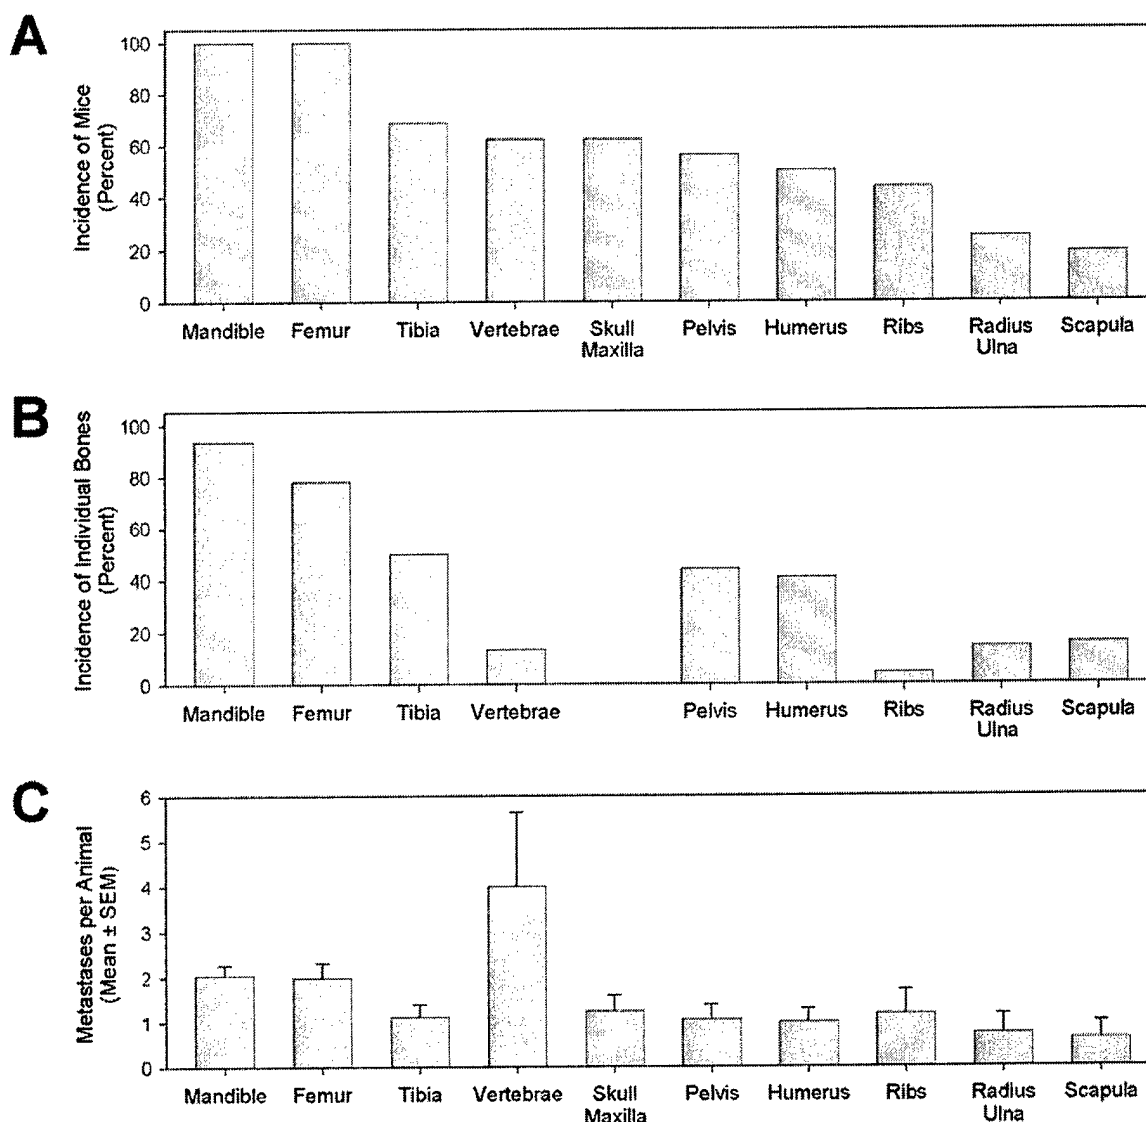 A
Incidence of Mice
(Percent)
100
80
60
40
20
0
Mandible Femur Tibia Vertebrae Skull Maxilla Pelvis Humerus Ribs Radius Ulna Scapula
B
Incidence of Individual Bones
(Percent)
100
80
60
40
20
0
Mandible Femur Tibia Vertebrae Pelvis Humerus Ribs Radius Ulna Scapula
C
Metastases per Animal
(Mean ± SEM)
6
5
4
3
2
1
0
Mandible Femur Tibia Vertebrae Skull Maxilla Pelvis Humerus Ribs Radius Ulna Scapula